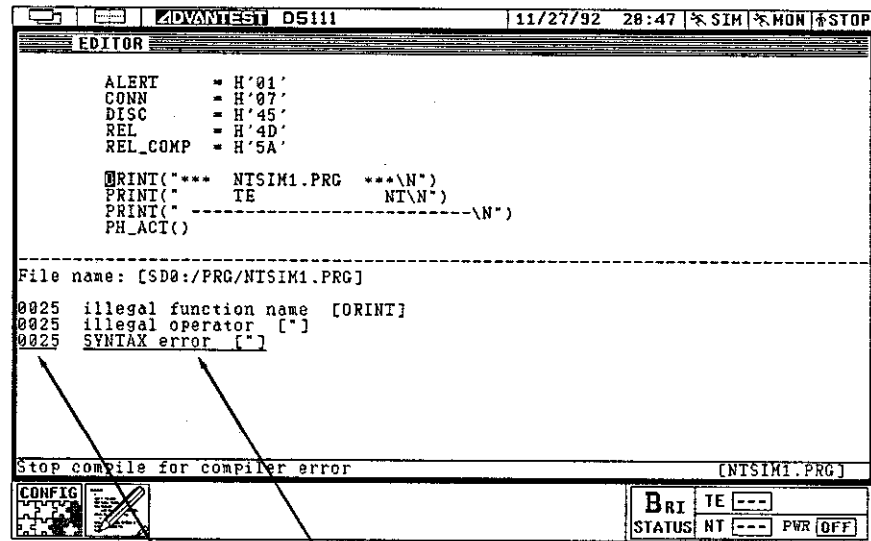 ADVANTEST D5111 11/27/92 28:47 SIM MON STOP
EDITOR
ALERT = H'01'
CONN = H'07'
DISC = H'45'
REL = H'4D'
REL_COMP = H'5A'
ORINT("*** NTSIM1.PRG ***\N")
PRINT(" TE NT\N")
PRINT(" ----------------------------\N")
PH_ACT()
File name: [SD0:/PRG/NTSIM1.PRG]
0025 illegal function name [ORINT]
0025 illegal operator ["]
0025 SYNTAX error ["]
Stop compile for compiler error [NTSIM1.PRG]
CONFIG
BRI STATUS
TE ---
NT --- PWR OFF